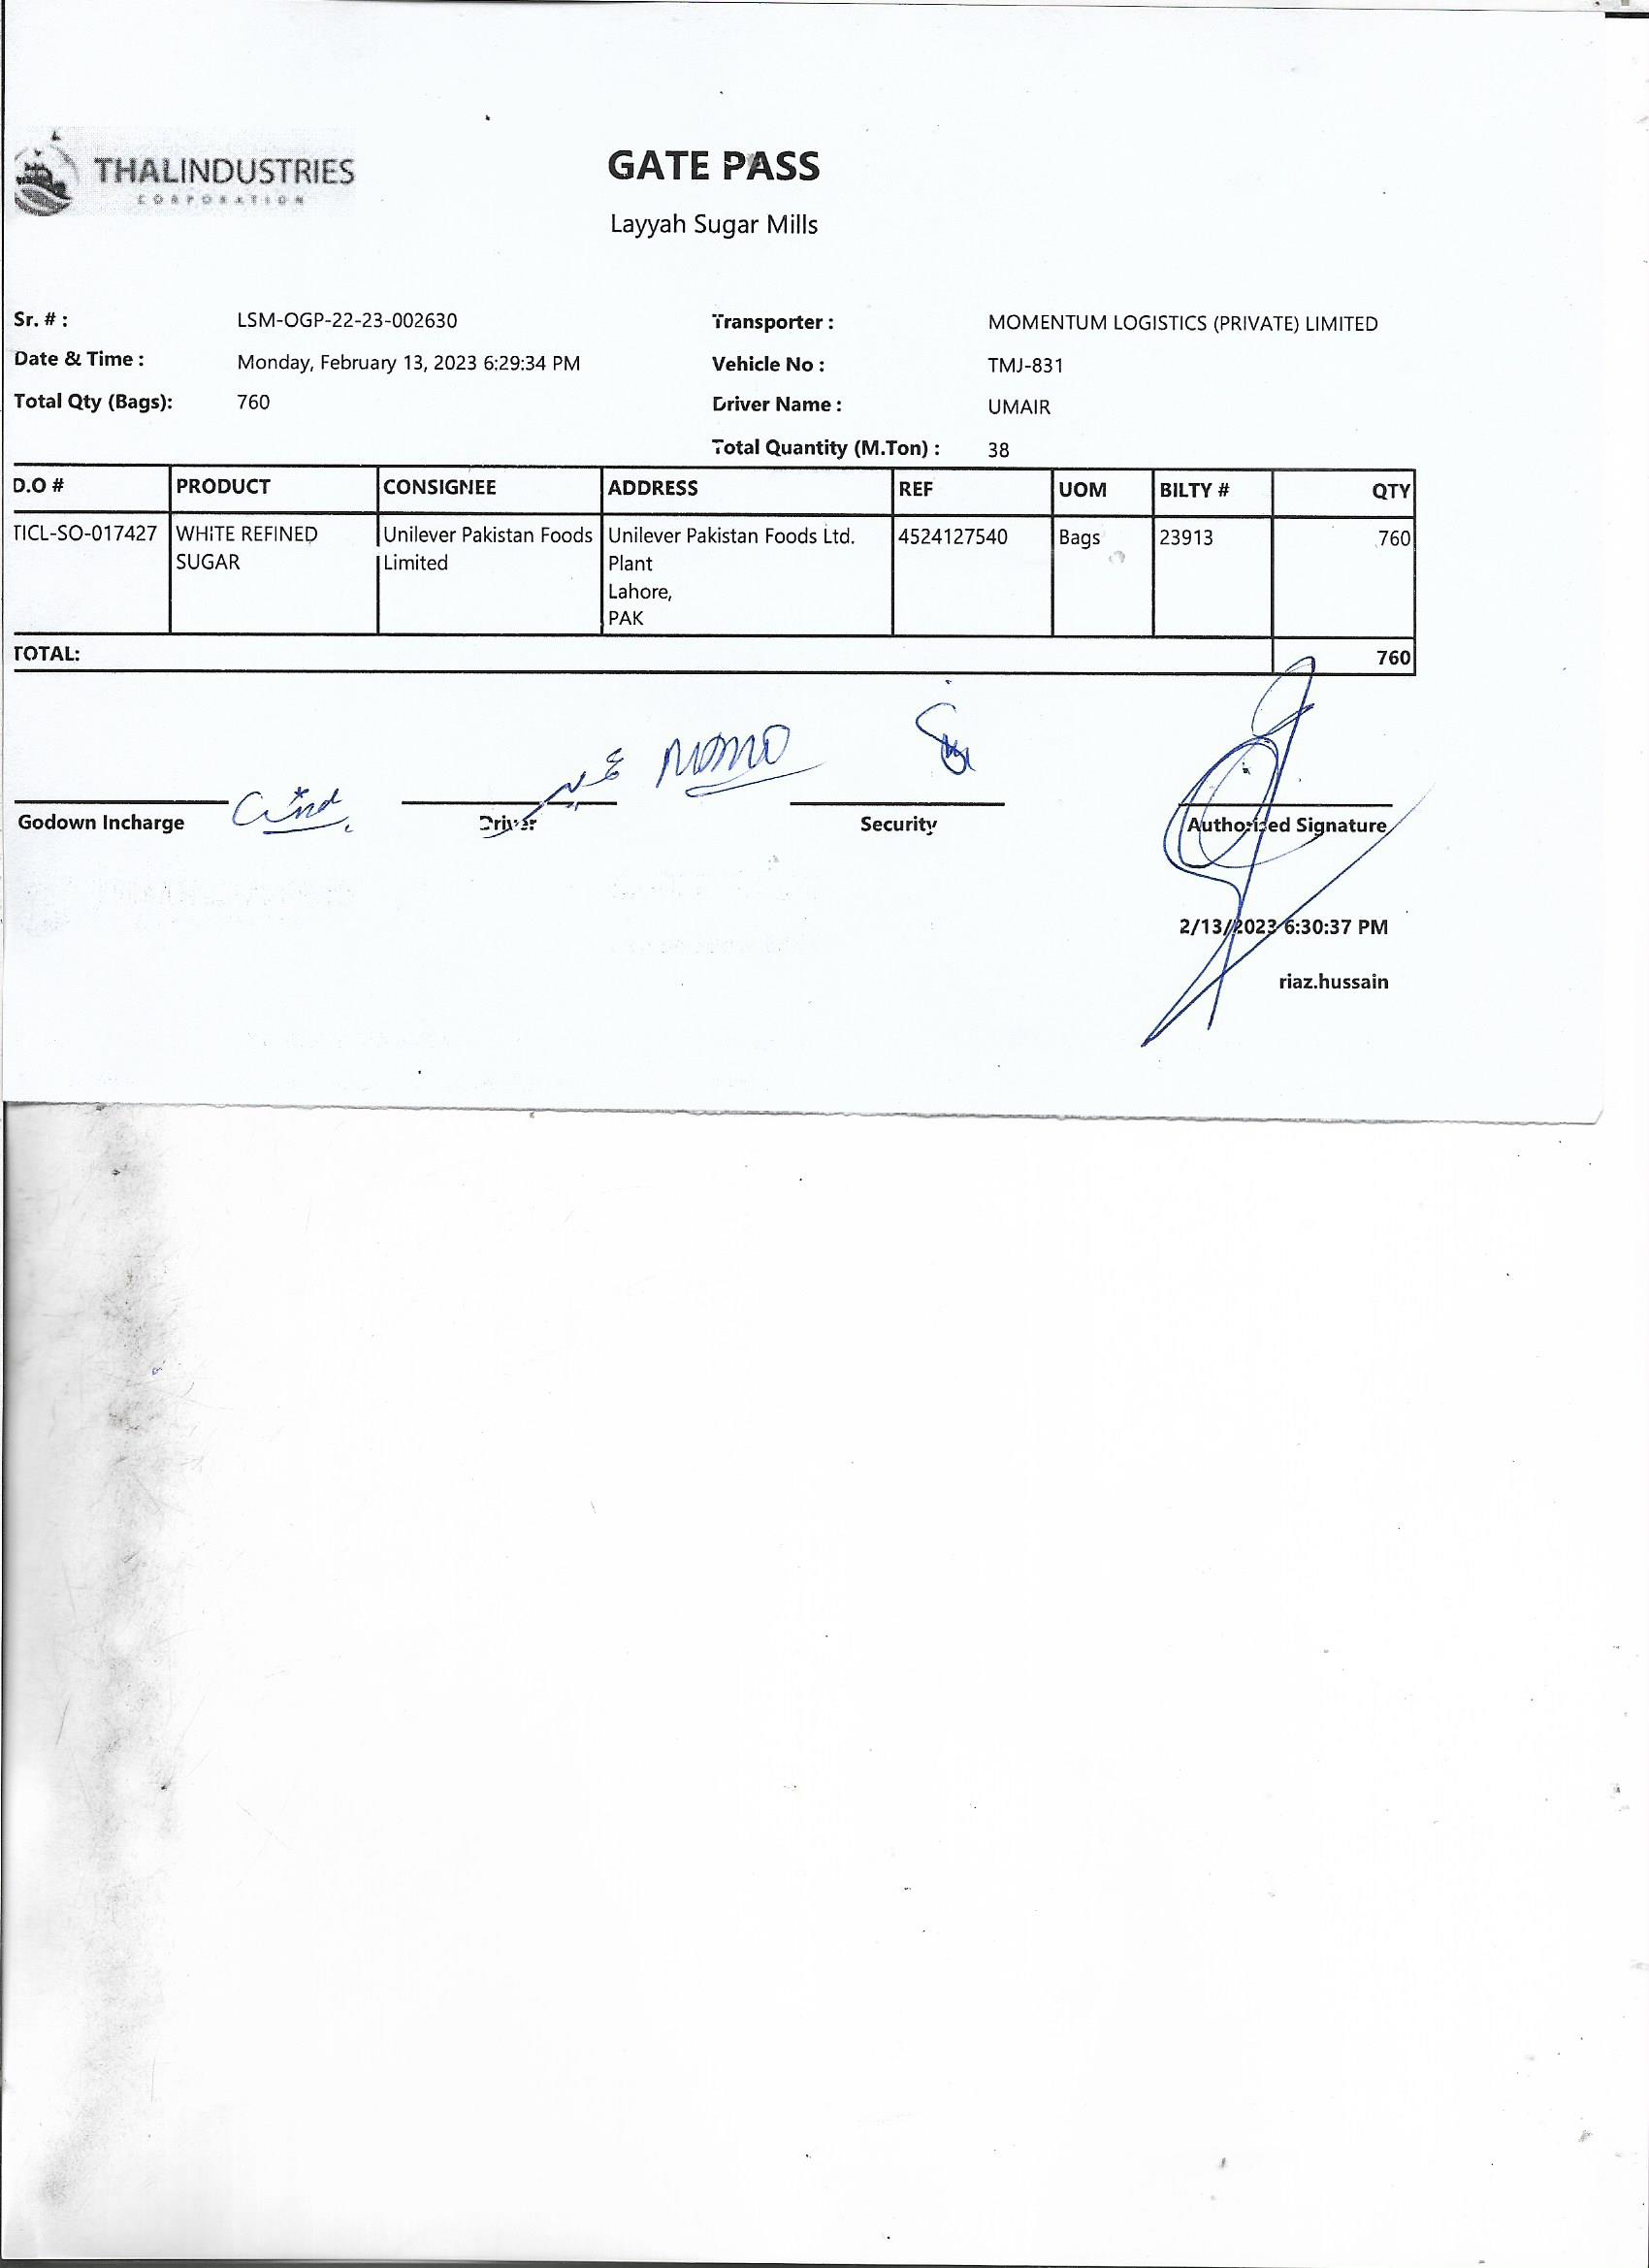 THALINDUSTRIES
CORPORATION
GATE PASS
Layyah Sugar Mills
Sr. # : LSM-OGP-22-23-002630
Date & Time : Monday, February 13, 2023 6:29:34 PM
Total Qty (Bags): 760
Transporter : MOMENTUM LOGISTICS (PRIVATE) LIMITED
Vehicle No : TMJ-831
Driver Name : UMAIR
Total Quantity (M.Ton) : 38
D.O # PRODUCT CONSIGNEE ADDRESS REF UOM BILTY # QTY
TICL-SO-017427 WHITE REFINED Unilever Pakistan Foods Unilever Pakistan Foods Ltd. 4524127540 Bags 23913 760
SUGAR Limited Plant
Lahore,
PAK
TOTAL: 760
عمیر
Godown Incharge Driver Security Authorized Signature
2/13/2023 6:30:37 PM
riaz.hussain